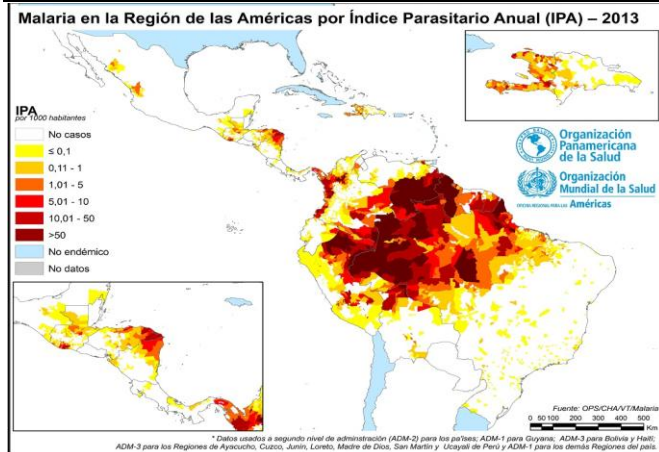 Malaria en la Región de las Américas por Índice Parasitario Anual (IPA) – 2013
IPA
por 1000 habitantes
No casos
≤ 0,1
0,11 - 1
1,01 - 5
5,01 - 10
10,01 - 50
>50
No endémico
No datos
Organización
Panamericana
de la Salud
Organización
Mundial de la Salud
OFICINA REGIONAL PARA LAS Américas
Fuente: OPS/CHA/VT/Malaria
0 50 100 200 300 400
Km
* Datos usados a segundo nivel de adminstración (ADM-2) para los países; ADM-1 para Guyana; ADM-3 para Bolivia y Haití;
ADM-3 para los Regiones de Ayacucho, Cuzco, Junín, Loreto, Madre de Dios, San Martín y Ucayali de Perú y ADM-1 para los demás Regiones del país.